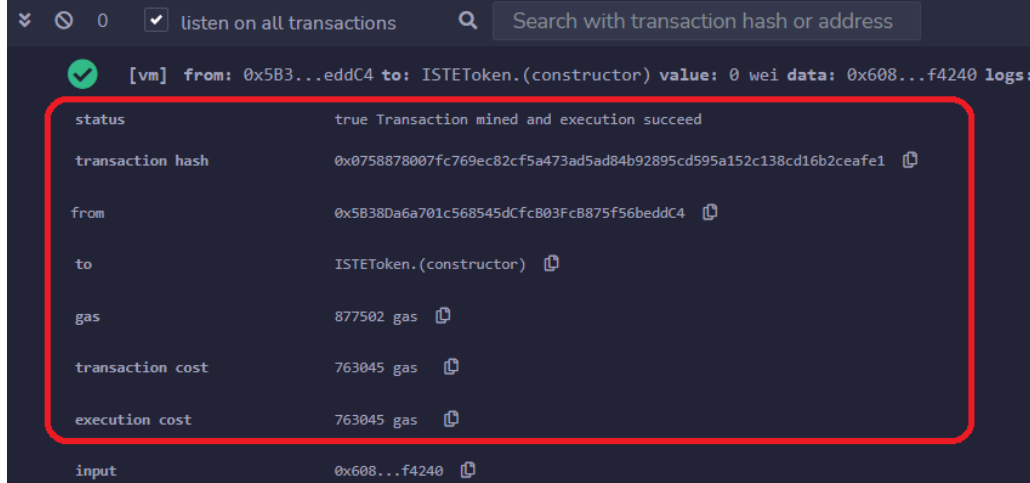 0 listen on all transactions Search with transaction hash or address
[vm] from: 0x5B3...eddC4 to: ISTEToken.(constructor) value: 0 wei data: 0x608...f4240 logs:
status true Transaction mined and execution succeed
transaction hash 0x0758878007fc769ec82cf5a473ad5ad84b92895cd595a152c138cd16b2ceafe1
from 0x5B38Da6a701c568545dCfcB03FcB875f56beddC4
to ISTEToken.(constructor)
gas 877502 gas
transaction cost 763045 gas
execution cost 763045 gas
input 0x608...f4240